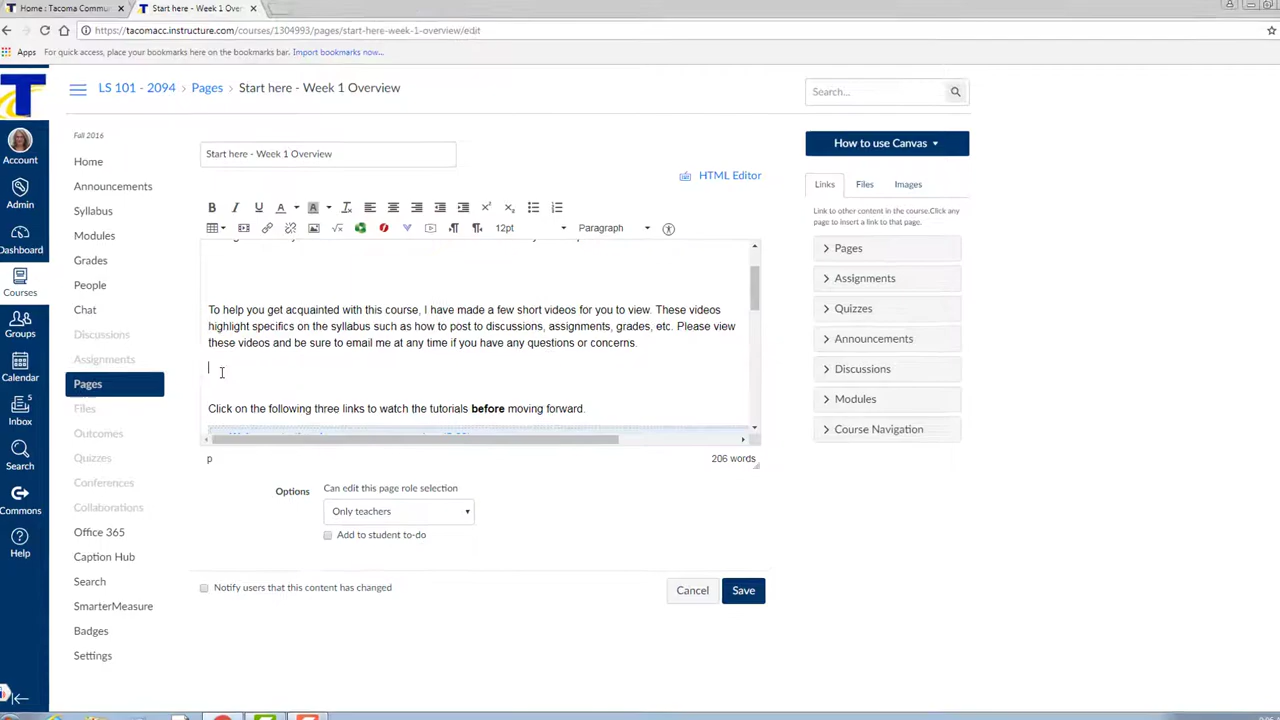 Home : Tacoma Commun
Start here - Week 1 Over
https://tacomacc.instructure.com/courses/1304993/pages/start-here-week-1-overview/edit
Apps For quick access, place your bookmarks here on the bookmarks bar. Import bookmarks now...
LS 101 - 2094 > Pages > Start here - Week 1 Overview
Search...
Fall 2016
Home
Announcements
Syllabus
Modules
Grades
People
Chat
Discussions
Assignments
Pages
Files
Outcomes
Quizzes
Conferences
Collaborations
Office 365
Caption Hub
Search
SmarterMeasure
Badges
Settings
Account
Admin
Dashboard
Courses
Groups
Calendar
Inbox
Search
Commons
Help
Start here - Week 1 Overview
HTML Editor
12pt
Paragraph
To help you get acquainted with this course, I have made a few short videos for you to view. These videos
highlight specifics on the syllabus such as how to post to discussions, assignments, grades, etc. Please view
these videos and be sure to email me at any time if you have any questions or concerns.
Click on the following three links to watch the tutorials before moving forward.
p
206 words
Options
Can edit this page role selection
Only teachers
Add to student to-do
Notify users that this content has changed
Cancel
Save
How to use Canvas
Links Files Images
Link to other content in the course.Click any
page to insert a link to that page.
Pages
Assignments
Quizzes
Announcements
Discussions
Modules
Course Navigation